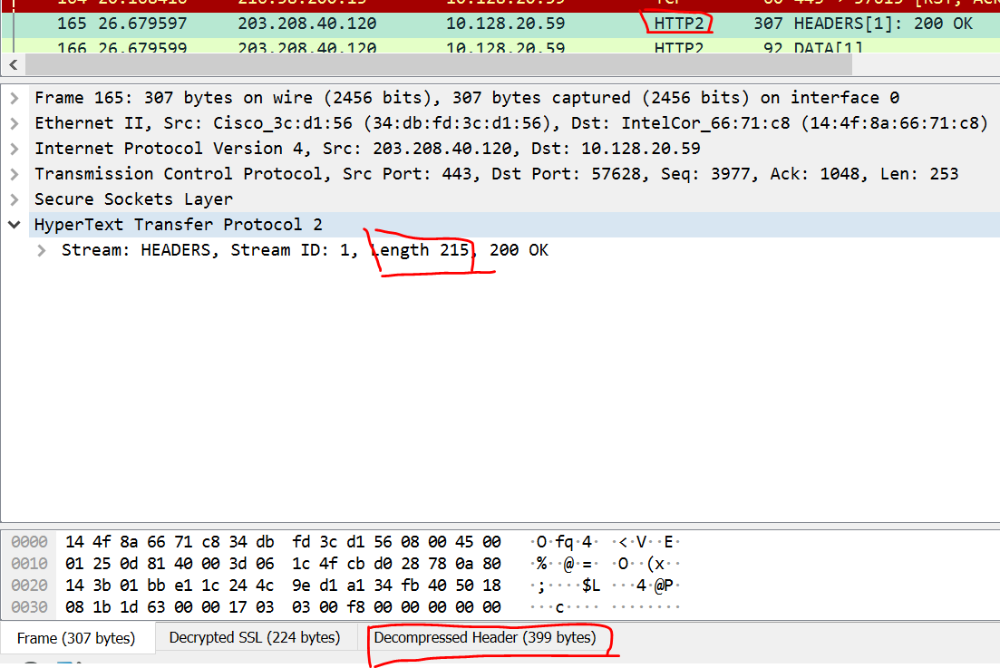 165 26.679597 203.208.40.120 10.128.20.59 HTTP2 307 HEADERS[1]: 200 OK
166 26.679599 203.208.40.120 10.128.20.59 HTTP2 92 DATA[1]
Frame 165: 307 bytes on wire (2456 bits), 307 bytes captured (2456 bits) on interface 0
Ethernet II, Src: Cisco_3c:d1:56 (34:db:fd:3c:d1:56), Dst: IntelCor_66:71:c8 (14:4f:8a:66:71:c8)
Internet Protocol Version 4, Src: 203.208.40.120, Dst: 10.128.20.59
Transmission Control Protocol, Src Port: 443, Dst Port: 57628, Seq: 3977, Ack: 1048, Len: 253
Secure Sockets Layer
HyperText Transfer Protocol 2
Stream: HEADERS, Stream ID: 1, Length 215, 200 OK
0000 14 4f 8a 66 71 c8 34 db fd 3c d1 56 08 00 45 00 ·O·fq·4· ·<·V··E·
0010 01 25 0d 81 40 00 3d 06 1c 4f cb d0 28 78 0a 80 ·%··@·=· ·O··(x··
0020 14 3b 01 bb e1 1c 24 4c 9e d1 a1 34 fb 40 50 18 ·;····$L ···4·@P·
0030 08 1b 1d 63 00 00 17 03 03 00 f8 00 00 00 00 00 ···c···· ········
Frame (307 bytes) Decrypted SSL (224 bytes) Decompressed Header (399 bytes)